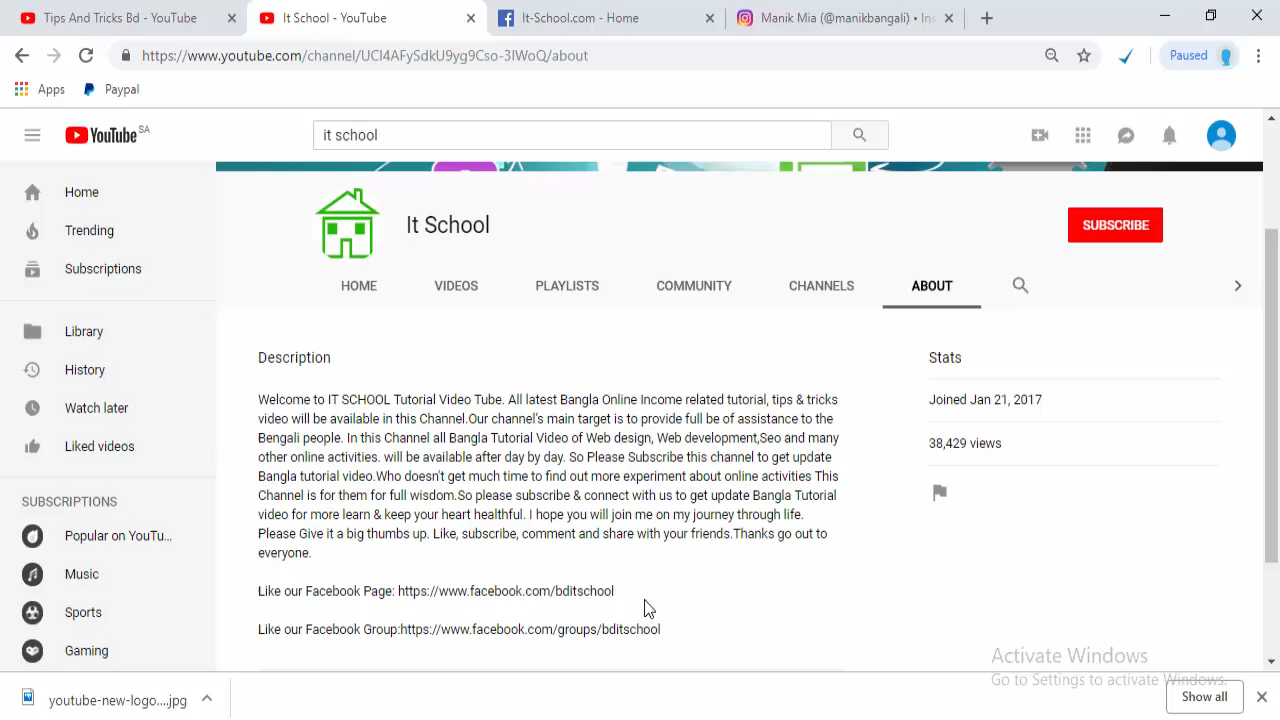 Tips And Tricks Bd - YouTube
It School - YouTube
It-School.com - Home
Manik Mia (@manikbangali) • Ins
https://www.youtube.com/channel/UCI4AFySdkU9yg9Cso-3IWoQ/about
Paused
Apps
Paypal
YouTube SA
it school
Home
Trending
Subscriptions
Library
History
Watch later
Liked videos
SUBSCRIPTIONS
Popular on YouTu...
Music
Sports
Gaming
It School
SUBSCRIBE
HOME VIDEOS PLAYLISTS COMMUNITY CHANNELS ABOUT
Description
Welcome to IT SCHOOL Tutorial Video Tube. All latest Bangla Online Income related tutorial, tips & tricks
video will be available in this Channel.Our channel's main target is to provide full be of assistance to the
Bengali people. In this Channel all Bangla Tutorial Video of Web design, Web development,Seo and many
other online activities. will be available after day by day. So Please Subscribe this channel to get update
Bangla tutorial video.Who doesn't get much time to find out more experiment about online activities This
Channel is for them for full wisdom.So please subscribe & connect with us to get update Bangla Tutorial
video for more learn & keep your heart healthful. I hope you will join me on my journey through life.
Please Give it a big thumbs up. Like, subscribe, comment and share with your friends.Thanks go out to
everyone.
Like our Facebook Page: https://www.facebook.com/bditschool
Like our Facebook Group:https://www.facebook.com/groups/bditschool
Stats
Joined Jan 21, 2017
38,429 views
Activate Windows
Go to Settings to activate Windows.
youtube-new-logo....jpg
Show all